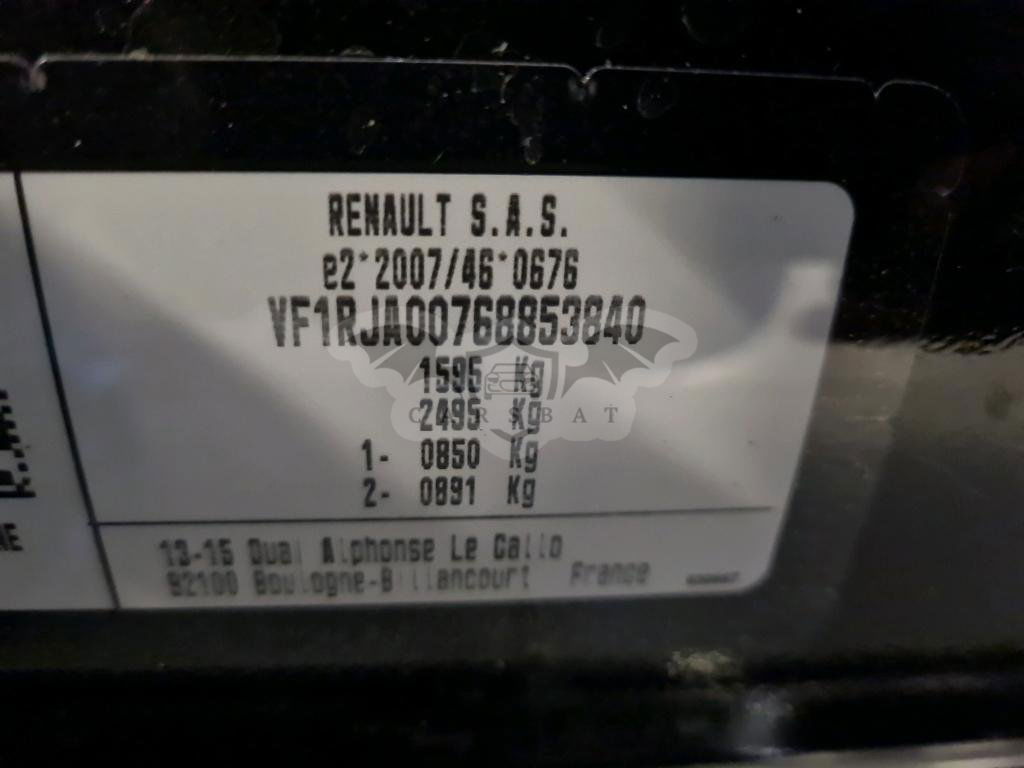 RENAULT S.A.S.
e2*2007/46*0676
VF1RJA00768853840
1595 Kg
CARSBAT
2495 Kg
1- 0850 Kg
2- 0891 Kg
13-15 Quai Alphonse Le Gallo
92100 Boulogne-Billancourt France